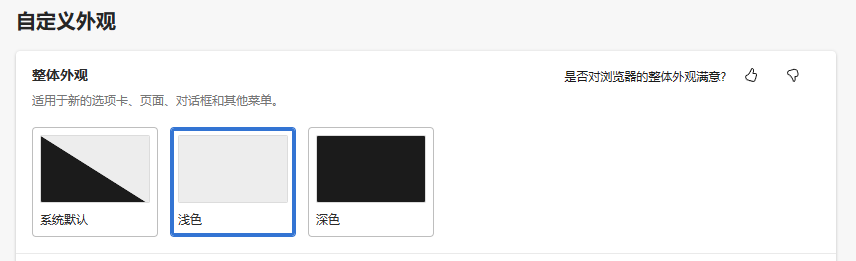 自定义外观
整体外观
是否对浏览器的整体外观满意?
适用于新的选项卡、页面、对话框和其他菜单。
系统默认
浅色
深色